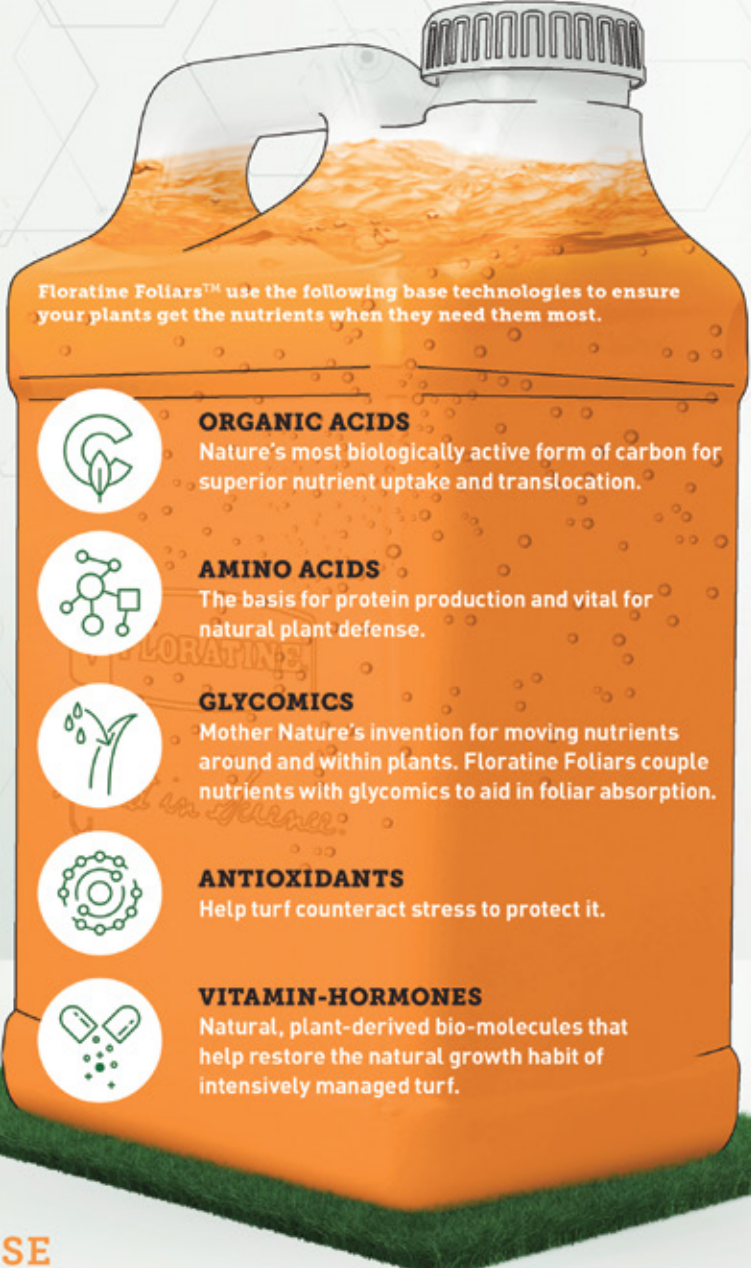 Floratine Foliars™ use the following base technologies to ensure
your plants get the nutrients when they need them most.
ORGANIC ACIDS
Nature's most biologically active form of carbon for
superior nutrient uptake and translocation.
AMINO ACIDS
The basis for protein production and vital for
natural plant defense.
FLORATINE
GLYCOMICS
Mother Nature's invention for moving nutrients
around and within plants. Floratine Foliars couple
nutrients with glycomics to aid in foliar absorption.
in Science.
ANTIOXIDANTS
Help turf counteract stress to protect it.
VITAMIN-HORMONES
Natural, plant-derived bio-molecules that
help restore the natural growth habit of
intensively managed turf.
SE